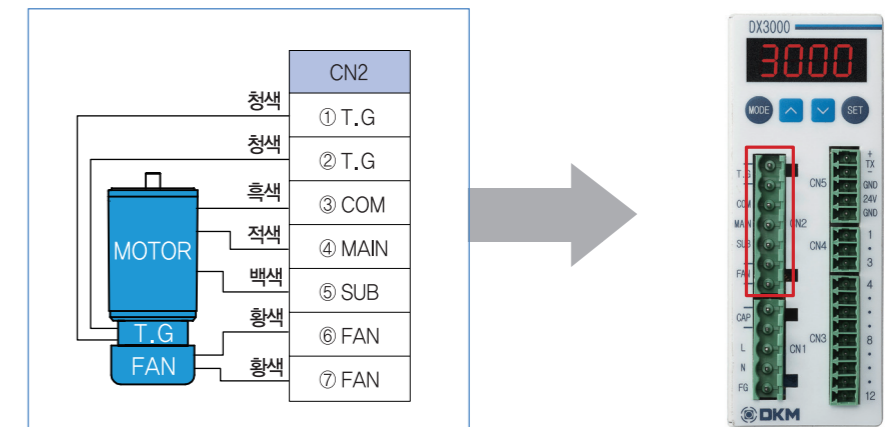 CN2
청색
① T.G
청색
② T.G
흑색
③ COM
적색
④ MAIN
백색
⑤ SUB
황색
⑥ FAN
황색
⑦ FAN
MOTOR
T.G
FAN
DX3000
3000
MODE
SET
T.G
COM
MAIN
SUB
FAN
CN2
CAP
L
N
FG
CN1
CN5
+
TX
-
GND
24V
GND
CN4
1
3
CN3
4
8
12
DKM